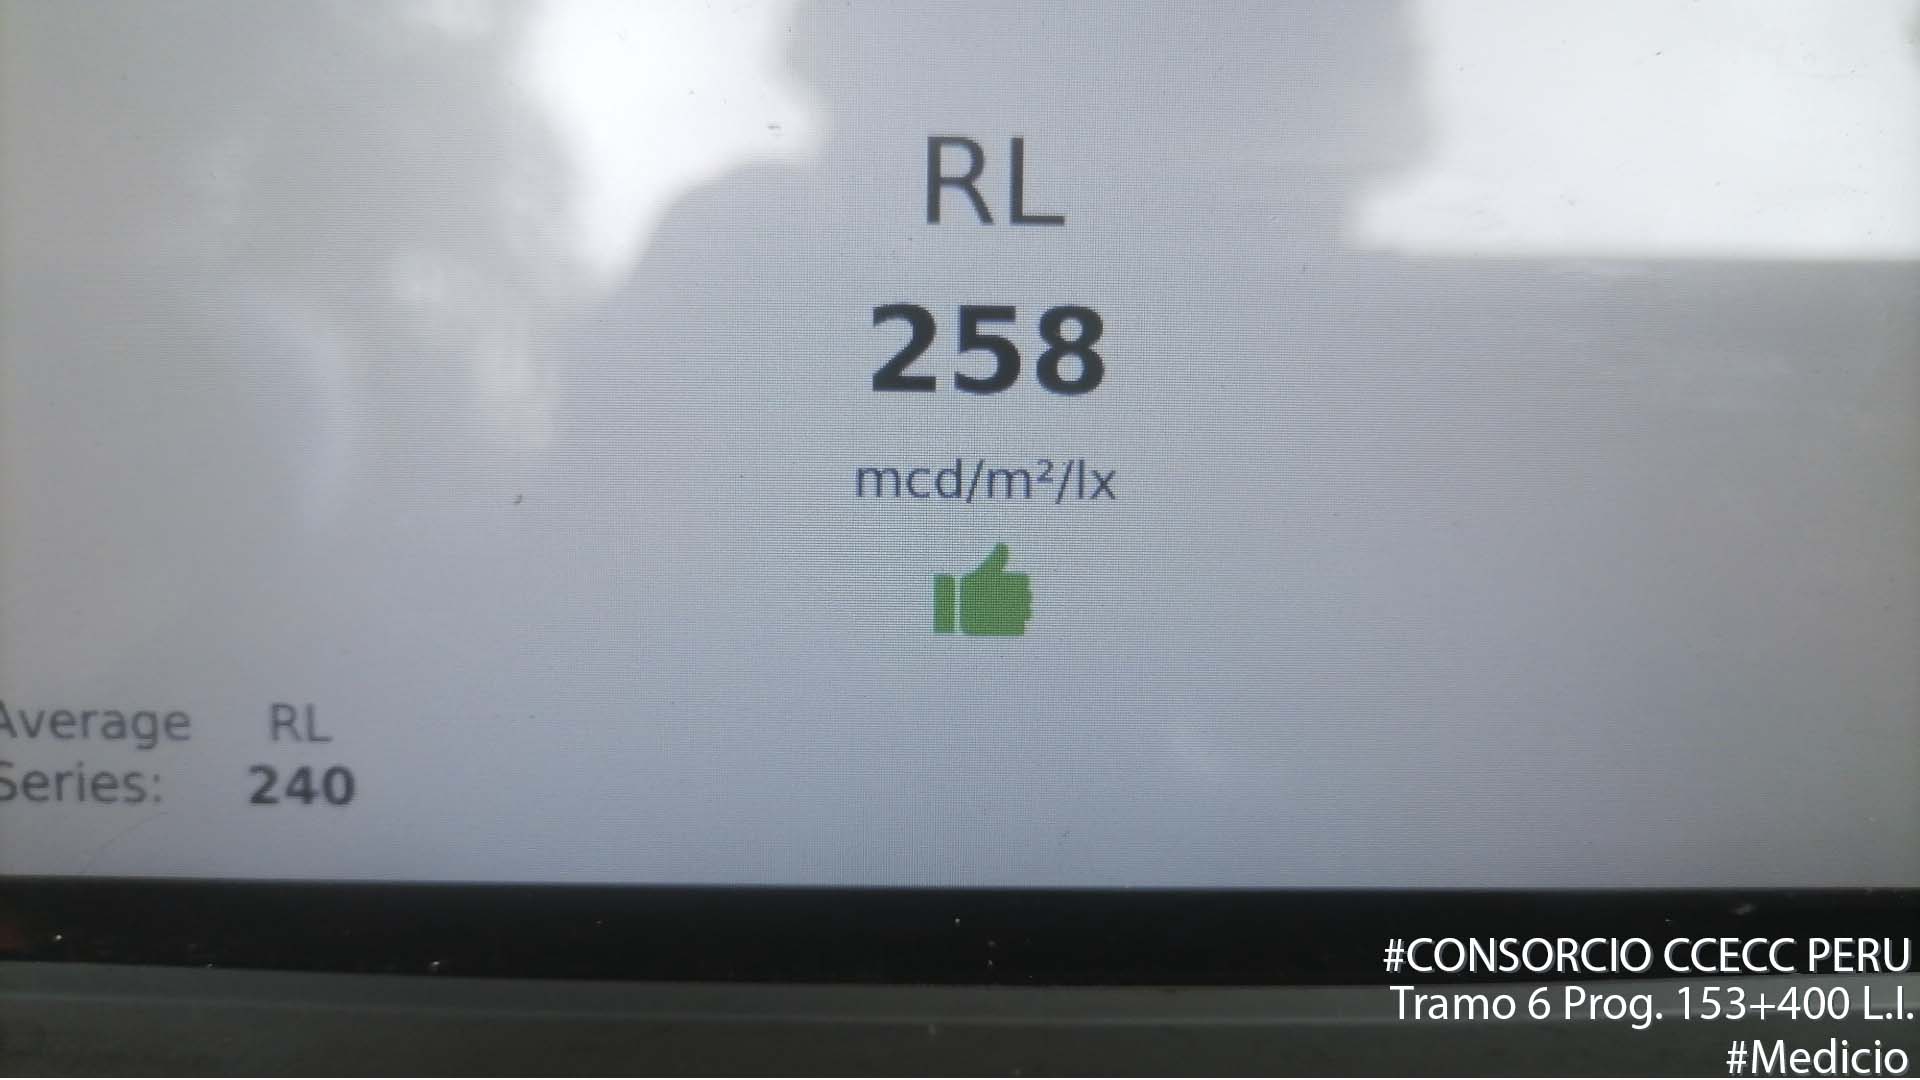 RL
258
mcd/m²/lx
Average RL
Series: 240
#CONSORCIO CCECC PERU
Tramo 6 Prog. 153+400 L.I.
#Medicio